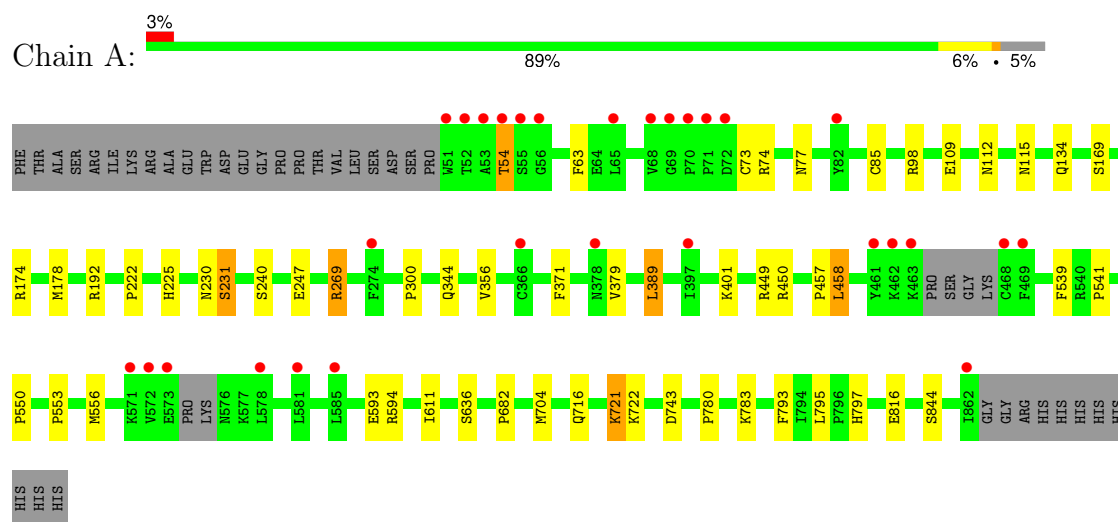 3%
Chain A:
89% 6% • 5%
PHE THR ALA SER ARG ILE LYS ARG ALA GLU TRP ASP GLU GLY PRO PRO THR VAL LEU SER ASP SER PRO W51 T52 A53 T54 S55 G56 F63 E64 L65 V68 G69 P70 P71 D72 C73 R74 N77 Y82 C85 R98 E109 N112 N115 Q134 S169
R174 M178 R192 P222 H225 N230 S231 S240 E247 R269 F274 P300 Q344 V356 C366 F371 N378 V379 L389 I397 K401 R449 R450 P457 L458 Y461 K462 K463 PRO SER GLY LYS C468 F469 F539 R540 P541
P550 P553 M556 K571 V572 E573 PRO LYS N576 K577 L578 L581 L585 E593 R594 I611 S636 P682 M704 Q716 K721 K722 D743 P780 K783 F793 I794 L795 P796 H797 E816 S844 I862 GLY GLY ARG HIS HIS HIS HIS HIS
HIS HIS HIS